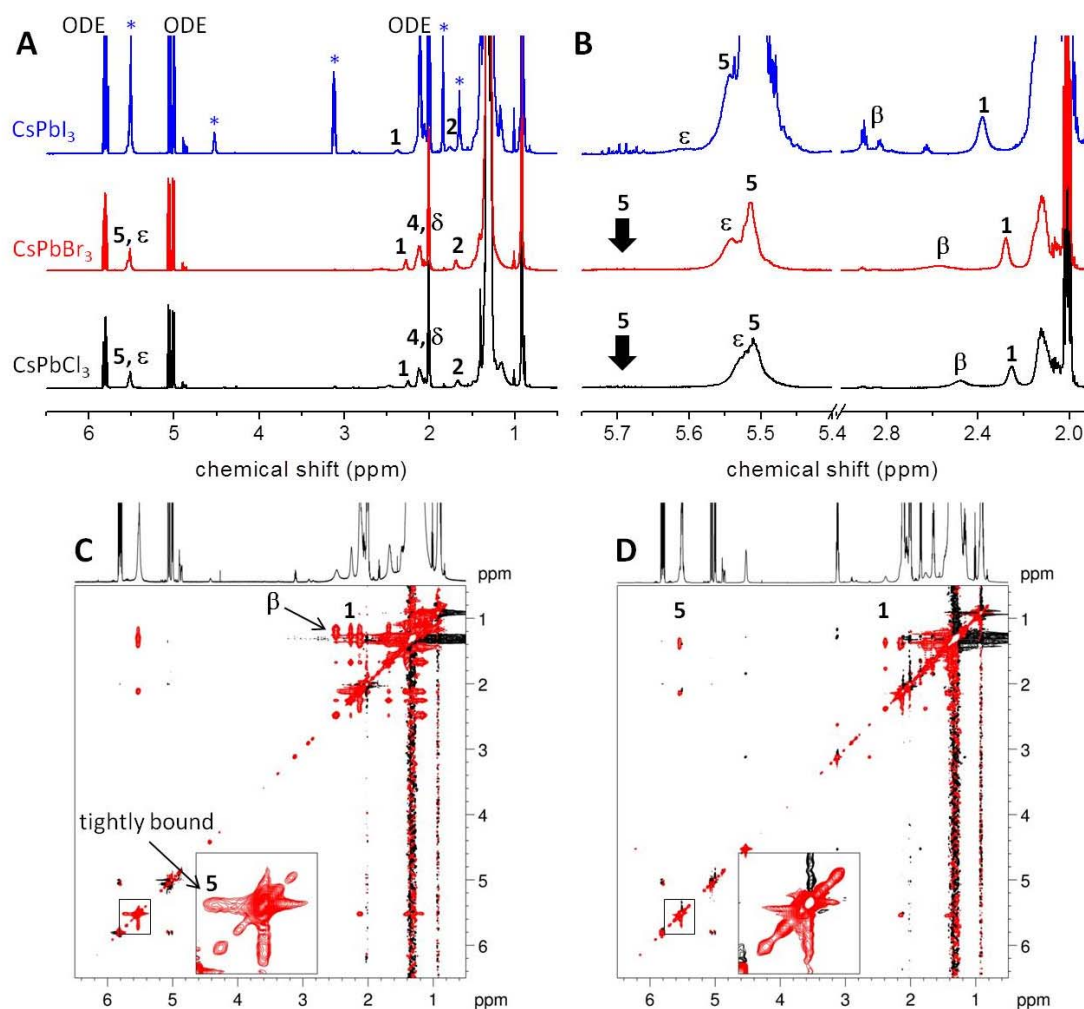 A
ODE
*
ODE
ODE
*
*
*
*
CsPbI₃
1
2
CsPbBr₃
5, ε
1
4, δ
2
CsPbCl₃
5, ε
1
4, δ
2
6 5 4 3 2 1
chemical shift (ppm)
B
5
ε
β
1
5
ε
5
β
1
5
ε
5
β
1
5.7 5.6 5.5 5.4 2.8 2.4 2.0
chemical shift (ppm)
C
ppm
β
1
1
2
3
4
5
6
tightly bound
5
6 5 4 3 2 1 ppm
D
ppm
5
1
1
2
3
4
5
6
6 5 4 3 2 1 ppm